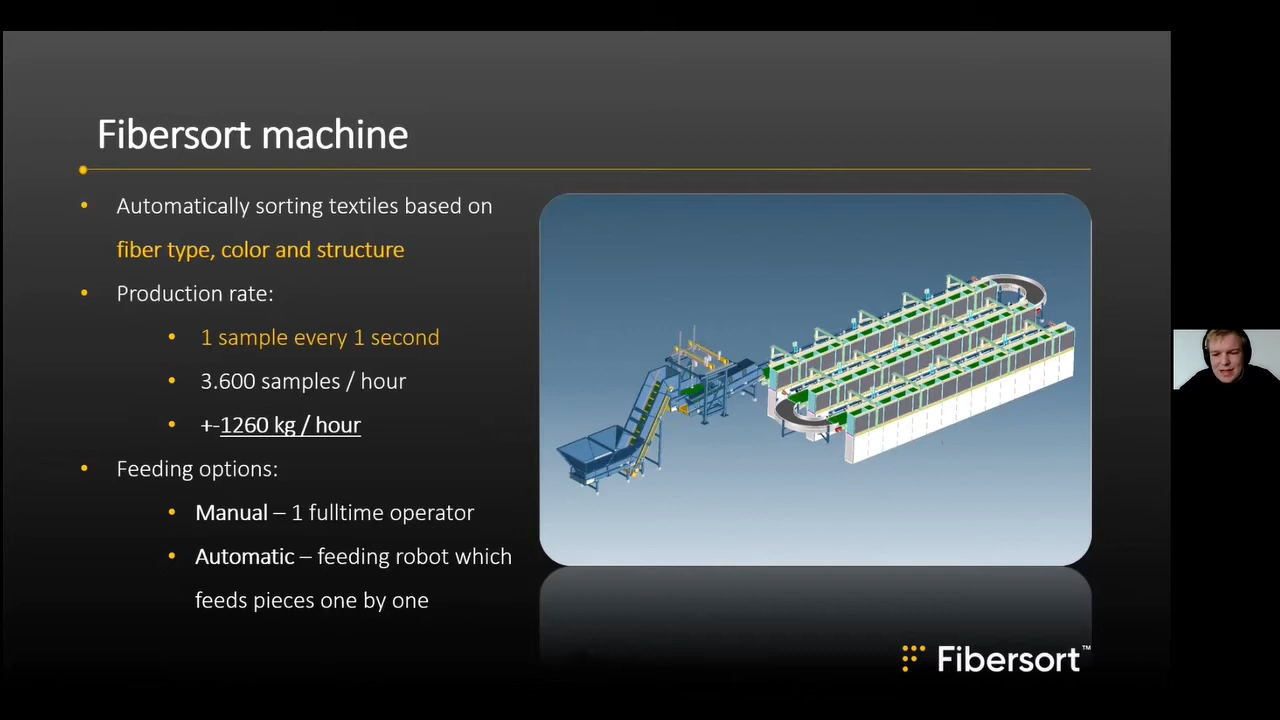 Fibersort machine
• Automatically sorting textiles based on
fiber type, color and structure
• Production rate:
• 1 sample every 1 second
• 3.600 samples / hour
• +-1260 kg / hour
• Feeding options:
• Manual – 1 fulltime operator
• Automatic – feeding robot which
feeds pieces one by one
Fibersort™